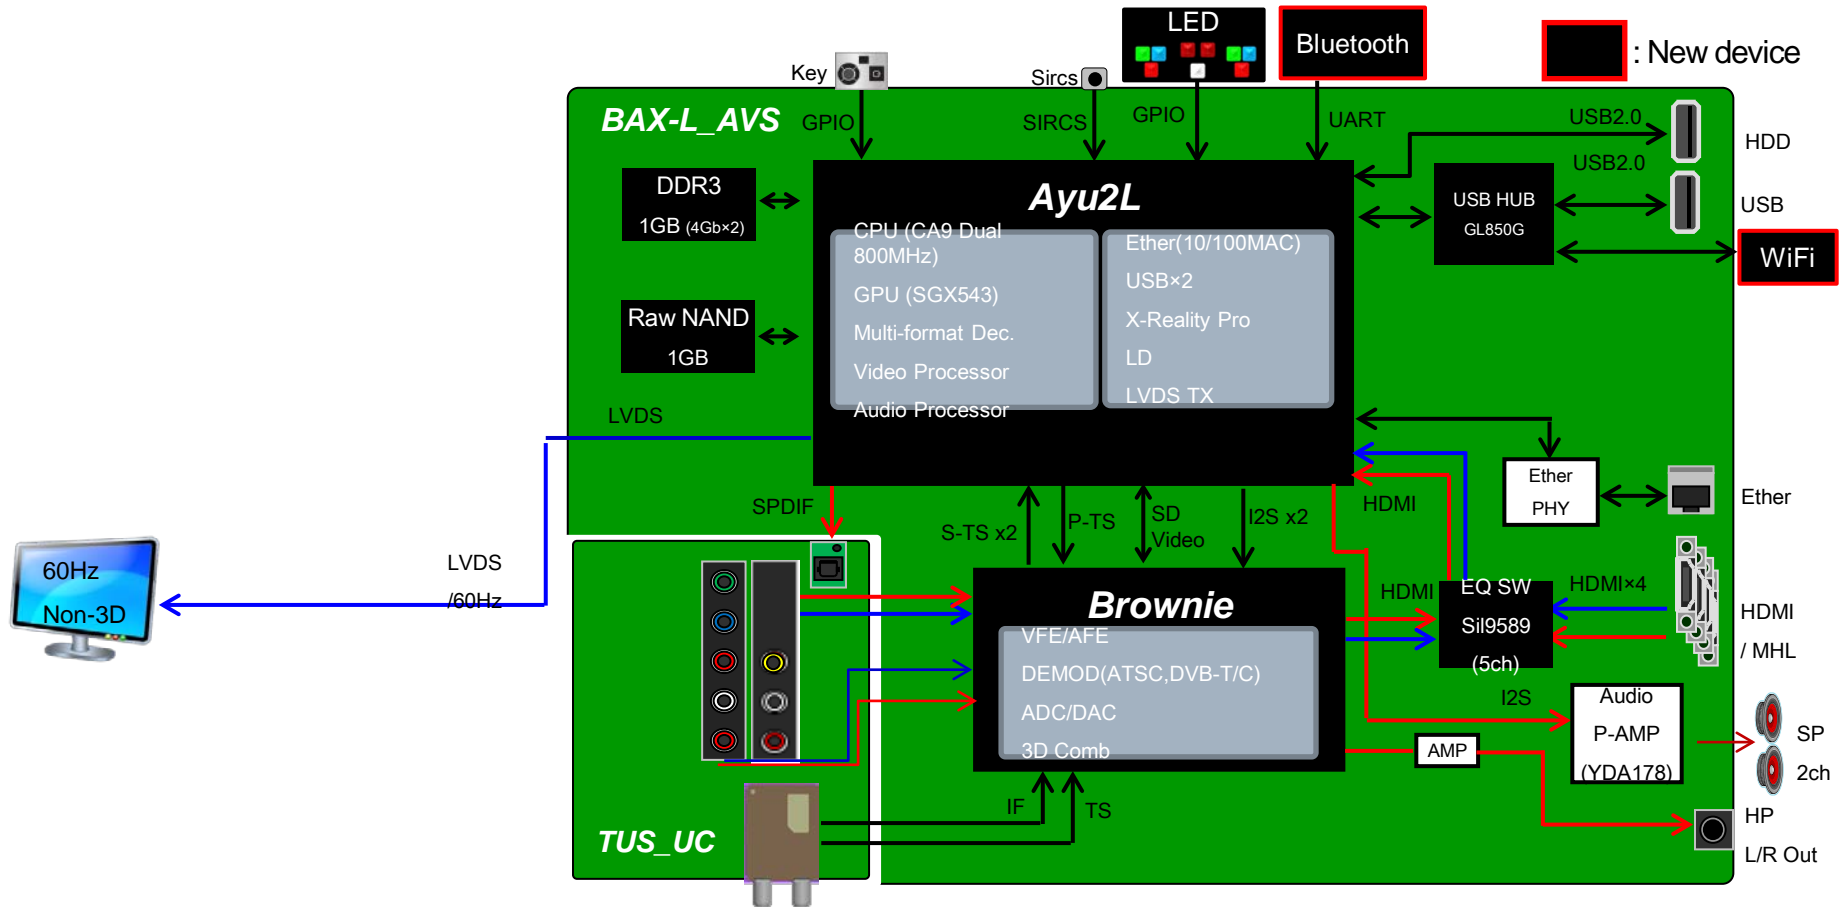 LED
Bluetooth
: New device
Key
Sircs
BAX-L_AVS
GPIO
SIRCS
GPIO
UART
USB2.0
HDD
USB2.0
DDR3
1GB (4Gb×2)
Ayu2L
USB HUB
GL850G
USB
WiFi
CPU (CA9 Dual
800MHz)
GPU (SGX543)
Multi-format Dec.
Video Processor
Audio Processor
Ether(10/100MAC)
USB×2
X-Reality Pro
LD
LVDS TX
Raw NAND
1GB
LVDS
SPDIF
S-TS x2
P-TS
SD
Video
I2S x2
HDMI
Ether
PHY
Ether
60Hz
Non-3D
LVDS
/60Hz
Brownie
VFE/AFE
DEMOD(ATSC,DVB-T/C)
ADC/DAC
3D Comb
HDMI
EQ SW
SiI9589
(5ch)
HDMI×4
HDMI
/ MHL
I2S
Audio
P-AMP
(YDA178)
SP
2ch
AMP
HP
L/R Out
IF
TS
TUS_UC